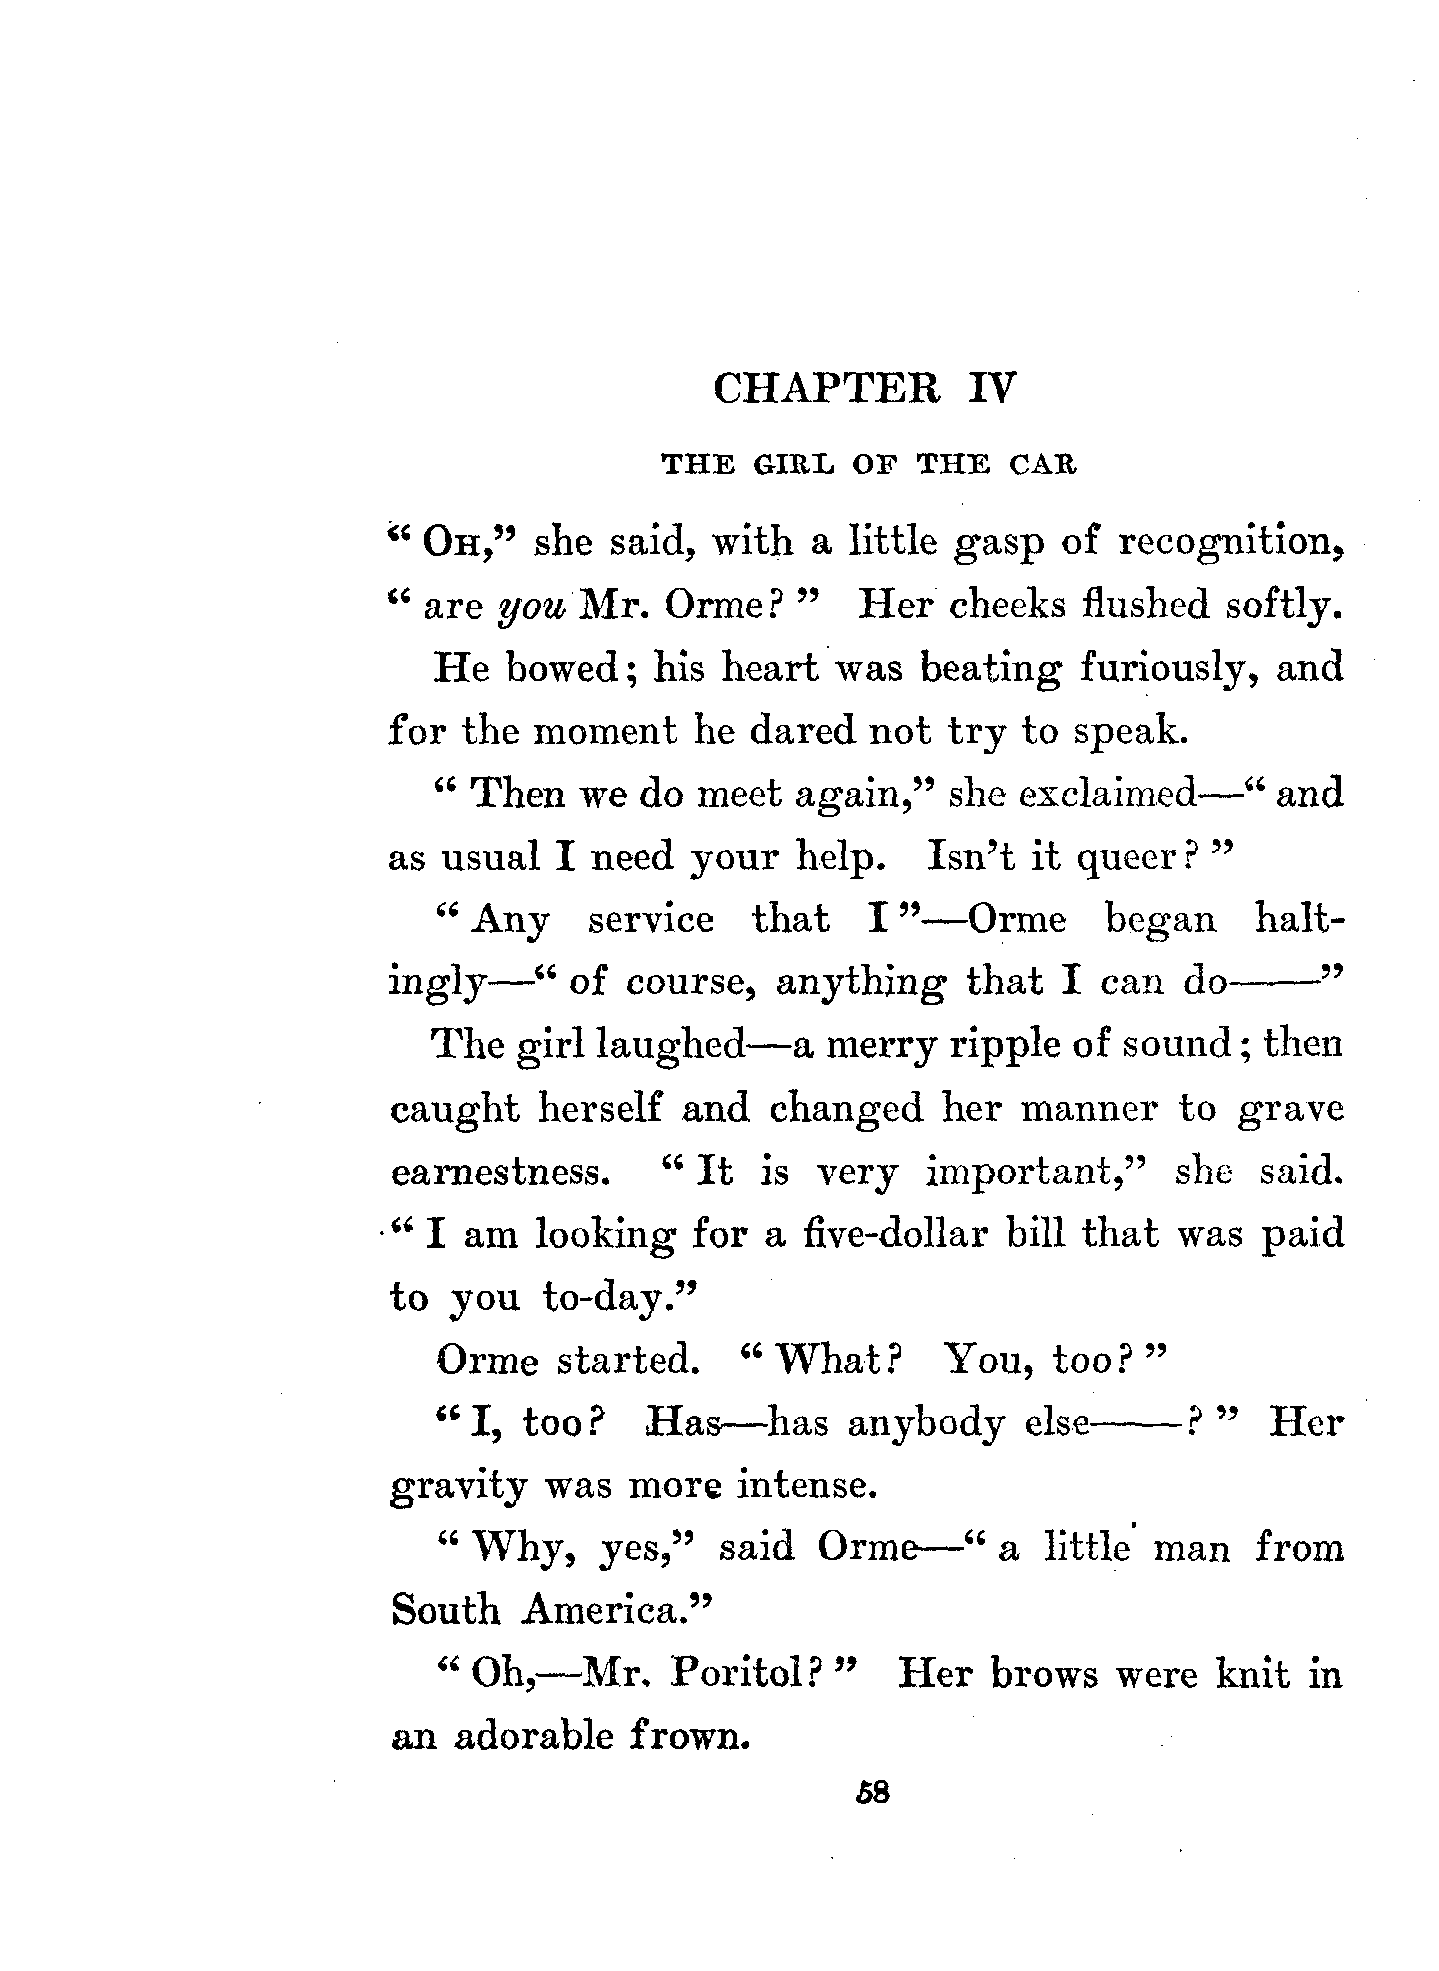 CHAPTER IV
THE GIRL OF THE CAR
“ OH,” she said, with a little gasp of recognition,
“ are you Mr. Orme? ” Her cheeks flushed softly.
He bowed; his heart was beating furiously, and
for the moment he dared not try to speak.
“ Then we do meet again,” she exclaimed—“ and
as usual I need your help. Isn’t it queer? ”
“ Any service that I ”—Orme began halt-
ingly—“ of course, anything that I can do——”
The girl laughed—a merry ripple of sound; then
caught herself and changed her manner to grave
earnestness. “ It is very important,” she said.
“ I am looking for a five-dollar bill that was paid
to you to-day.”
Orme started. “ What? You, too? ”
“ I, too? Has—has anybody else——? ” Her
gravity was more intense.
“ Why, yes,” said Orme—“ a little man from
South America.”
“ Oh,—Mr. Poritol? ” Her brows were knit in
an adorable frown.
58